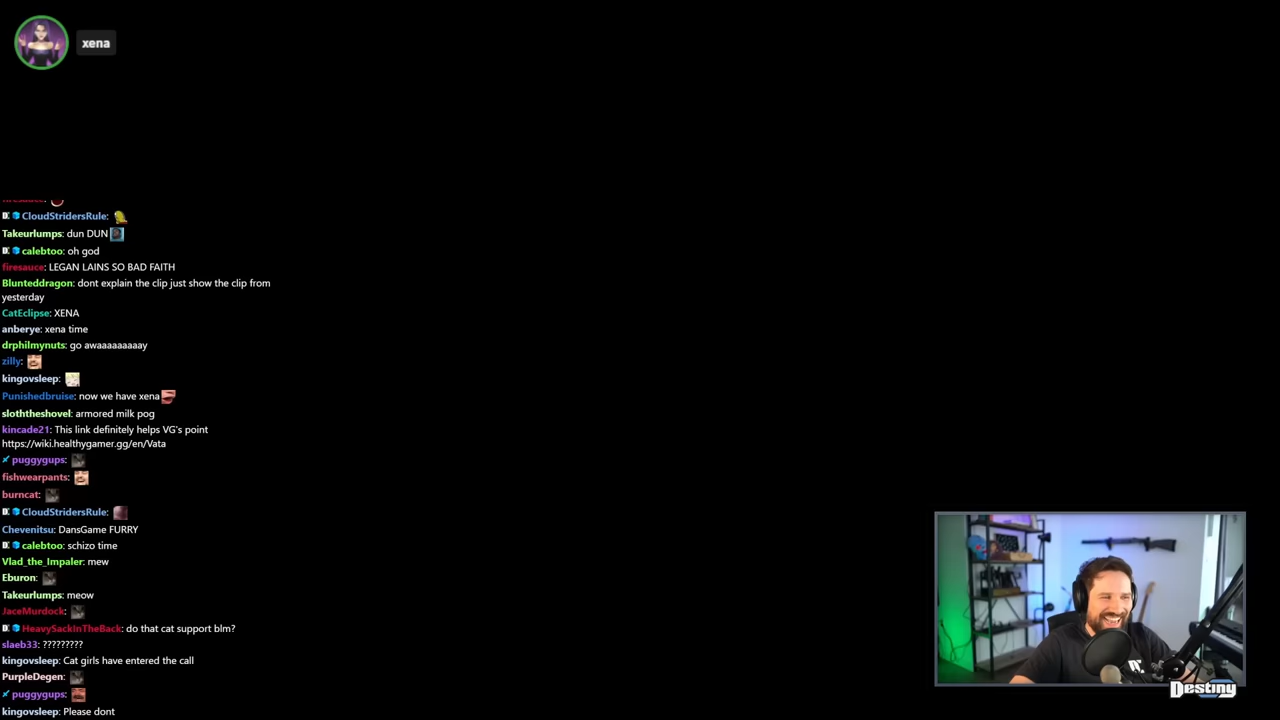 xena
firesauce:
CloudStridersRule:
Takeurlumps: dun DUN
calebtoo: oh god
firesauce: LEGAN LAINS SO BAD FAITH
Blunteddragon: dont explain the clip just show the clip from
yesterday
CatEclipse: XENA
anberye: xena time
drphilmynuts: go awaaaaaaaaay
zilly:
kingovsleep:
Punishedbruise: now we have xena
sloththeshovel: armored milk pog
kincade21: This link definitely helps VG's point
https://wiki.healthygamer.gg/en/Vata
puggygups:
fishwearpants:
burncat:
CloudStridersRule:
Chevenitsu: DansGame FURRY
calebtoo: schizo time
Vlad_the_Impaler: mew
Eburon:
Takeurlumps: meow
JaceMurdock:
HeavySackInTheBack: do that cat support blm?
slaeb33: ?????????
kingovsleep: Cat girls have entered the call
PurpleDegen:
puggygups:
kingovsleep: Please dont
Destiny